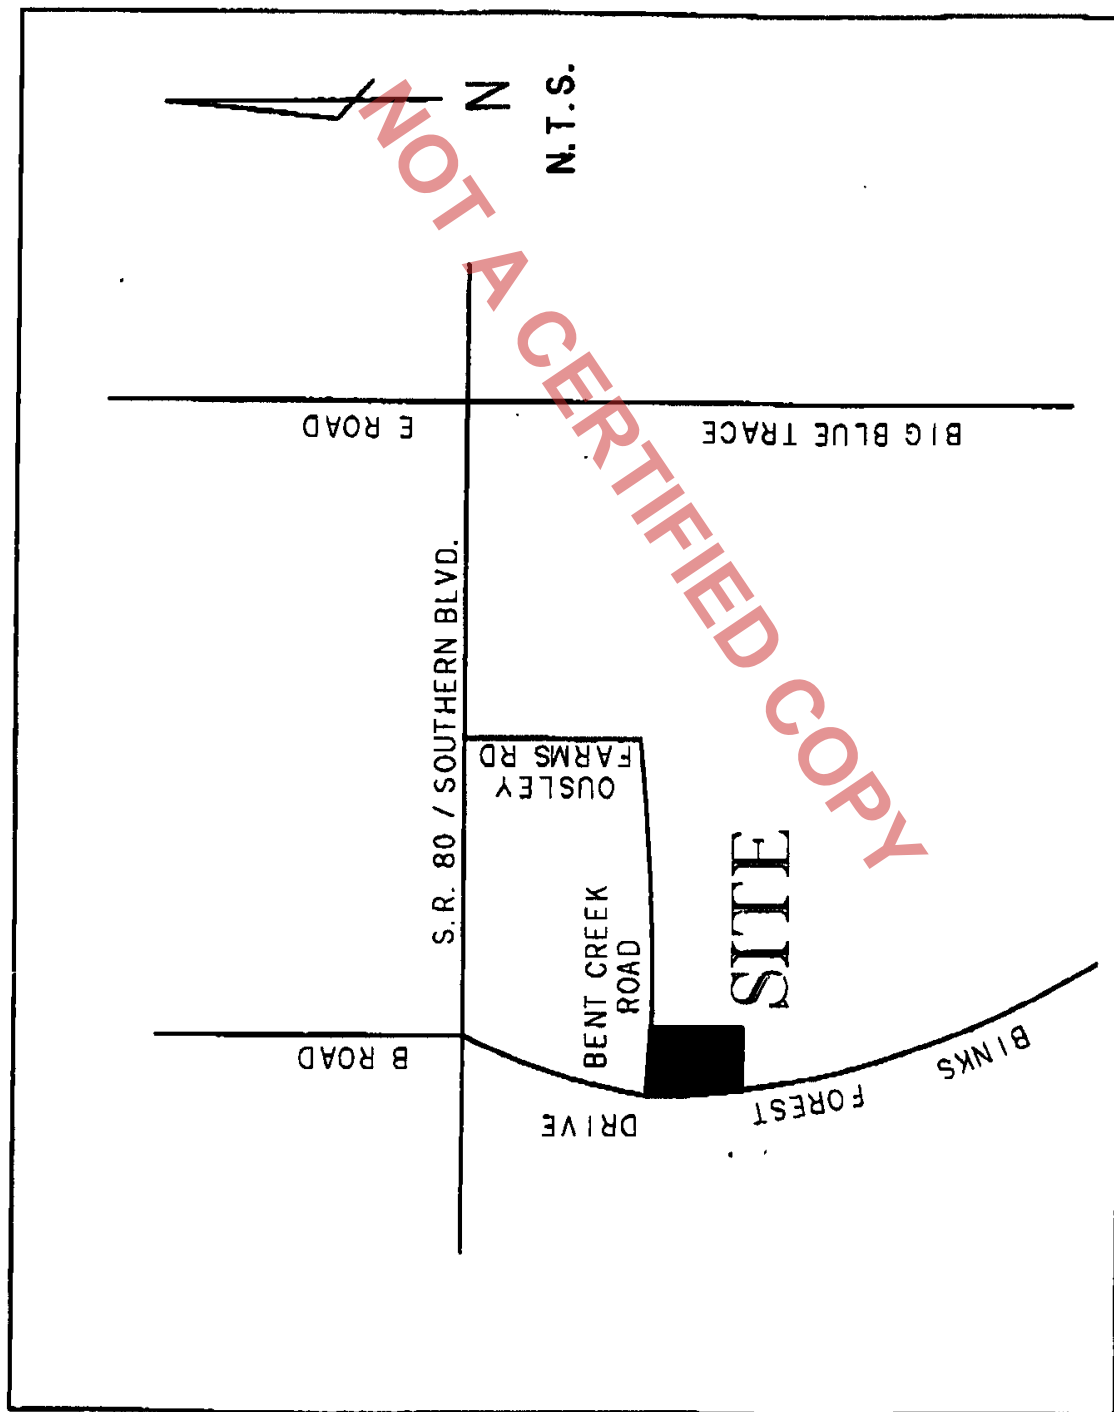 N
N.T.S.
E ROAD
BIG BLUE TRACE
S.R. 80 / SOUTHERN BLVD.
OUSLEY
FARMS RD
BENT CREEK
ROAD
SITE
B ROAD
BINKS
FOREST
DRIVE
NOT A CERTIFIED COPY